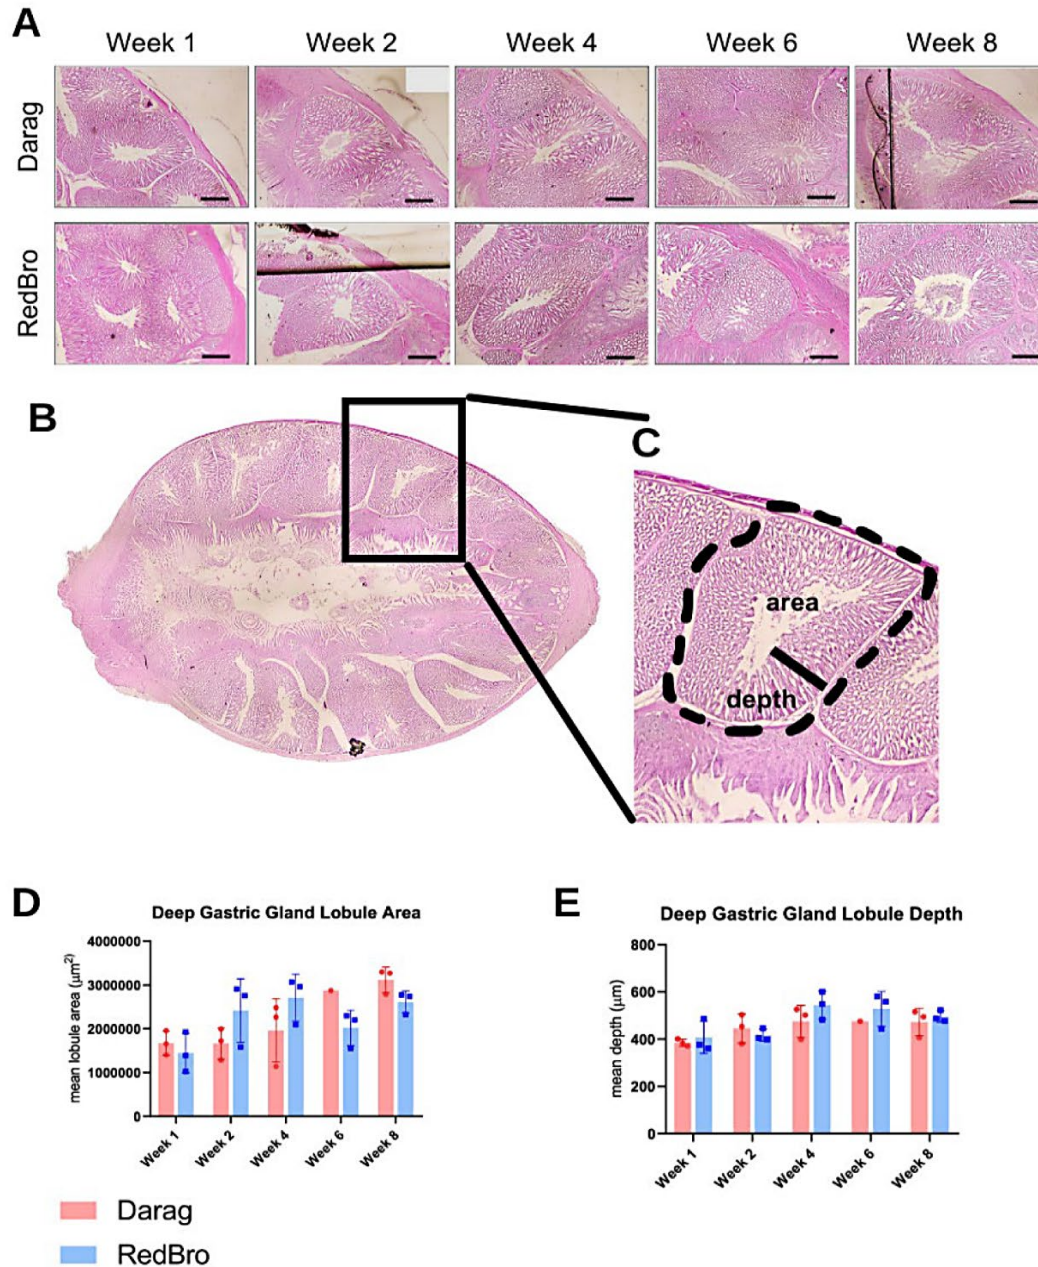 A
Week 1 Week 2 Week 4 Week 6 Week 8
Darag
RedBro
B
C
area
depth
D
Deep Gastric Gland Lobule Area
mean lobule area (µm²)
4000000
3000000
2000000
1000000
0
Week 1 Week 2 Week 4 Week 6 Week 8
E
Deep Gastric Gland Lobule Depth
mean depth (µm)
800
600
400
200
0
Week 1 Week 2 Week 4 Week 6 Week 8
Darag
RedBro